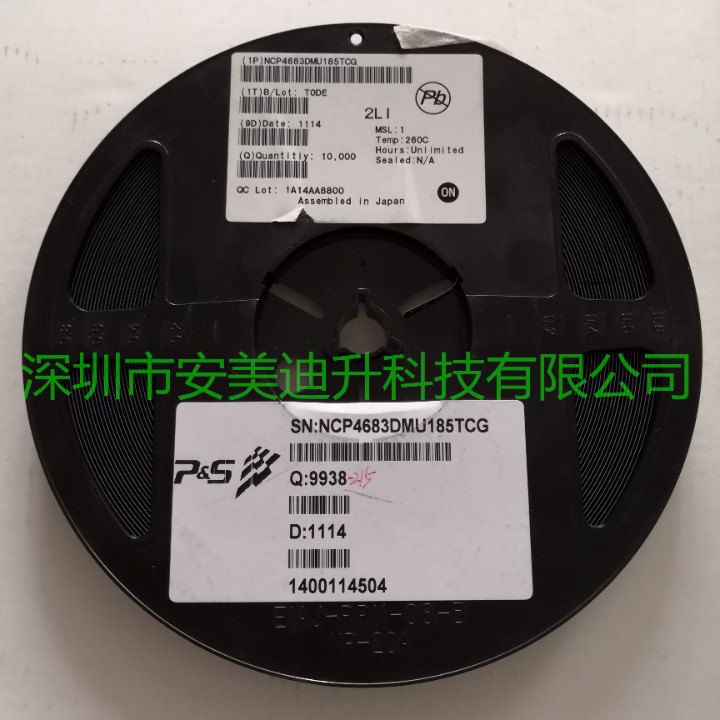 (1P)NCP4683DMU185TCG
(1T)B/Lot: T0DE
2LI
Pb
(9D)Date: 1114
MSL:1
Temp:260C
Hours:Unlimited
Sealed:N/A
(Q)Quantitiy: 10,000
QC Lot: 1A14AA8800
Assembled in Japan
ON
深圳市安美迪升科技有限公司
SN:NCP4683DMU185TCG
P&S
Q:9938-215
D:1114
1400114504